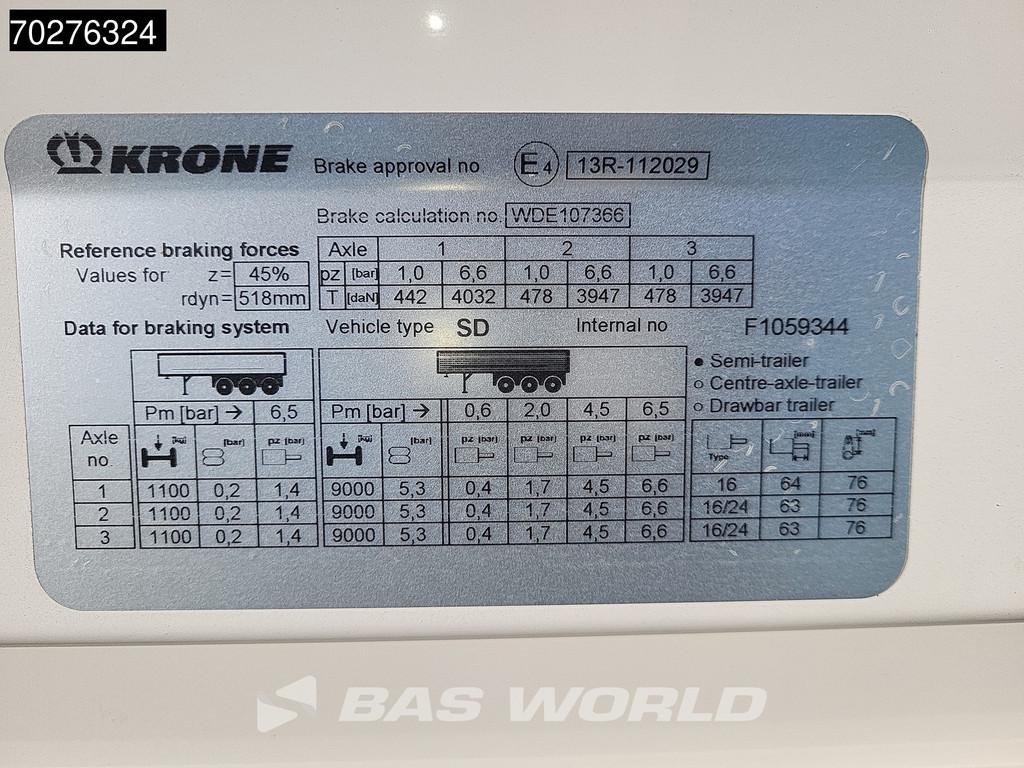 70276324
KRONE Brake approval no E4 13R-112029
Brake calculation no. WDE107366
Reference braking forces Axle 1 2 3
Values for z= 45% pz [bar] 1,0 6,6 1,0 6,6 1,0 6,6
rdyn= 518mm T [daN] 442 4032 478 3947 478 3947
Data for braking system Vehicle type SD Internal no F1059344
Semi-trailer
Centre-axle-trailer
Drawbar trailer
Pm [bar] → 6,5 Pm [bar] → 0,6 2,0 4,5 6,5
Axle no. [bar] pz [bar] [bar] pz [bar] pz [bar] pz [bar] pz [bar] Type [mm] [mm]
1 1100 0,2 1,4 9000 5,3 0,4 1,7 4,5 6,6 16 64 76
2 1100 0,2 1,4 9000 5,3 0,4 1,7 4,5 6,6 16/24 63 76
3 1100 0,2 1,4 9000 5,3 0,4 1,7 4,5 6,6 16/24 63 76
BAS WORLD